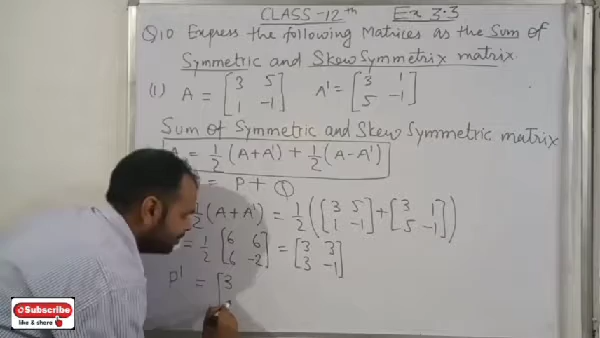 CLASS-12th Ex 3.3
Q10 Express the following Matrices as the Sum of
Symmetric and Skew Symmetrix matrix.
(1) A = [3 5; 1 -1] A' = [3 1; 5 -1]
Sum of Symmetric and Skew Symmetric matrix
A = 1/2 (A+A') + 1/2 (A-A')
= P + Q
1/2 (A+A') = 1/2 ([3 5; 1 -1] + [3 1; 5 -1])
= 1/2 [6 6; 6 -2] = [3 3; 3 -1]
P' = [3
Subscribe
like & share